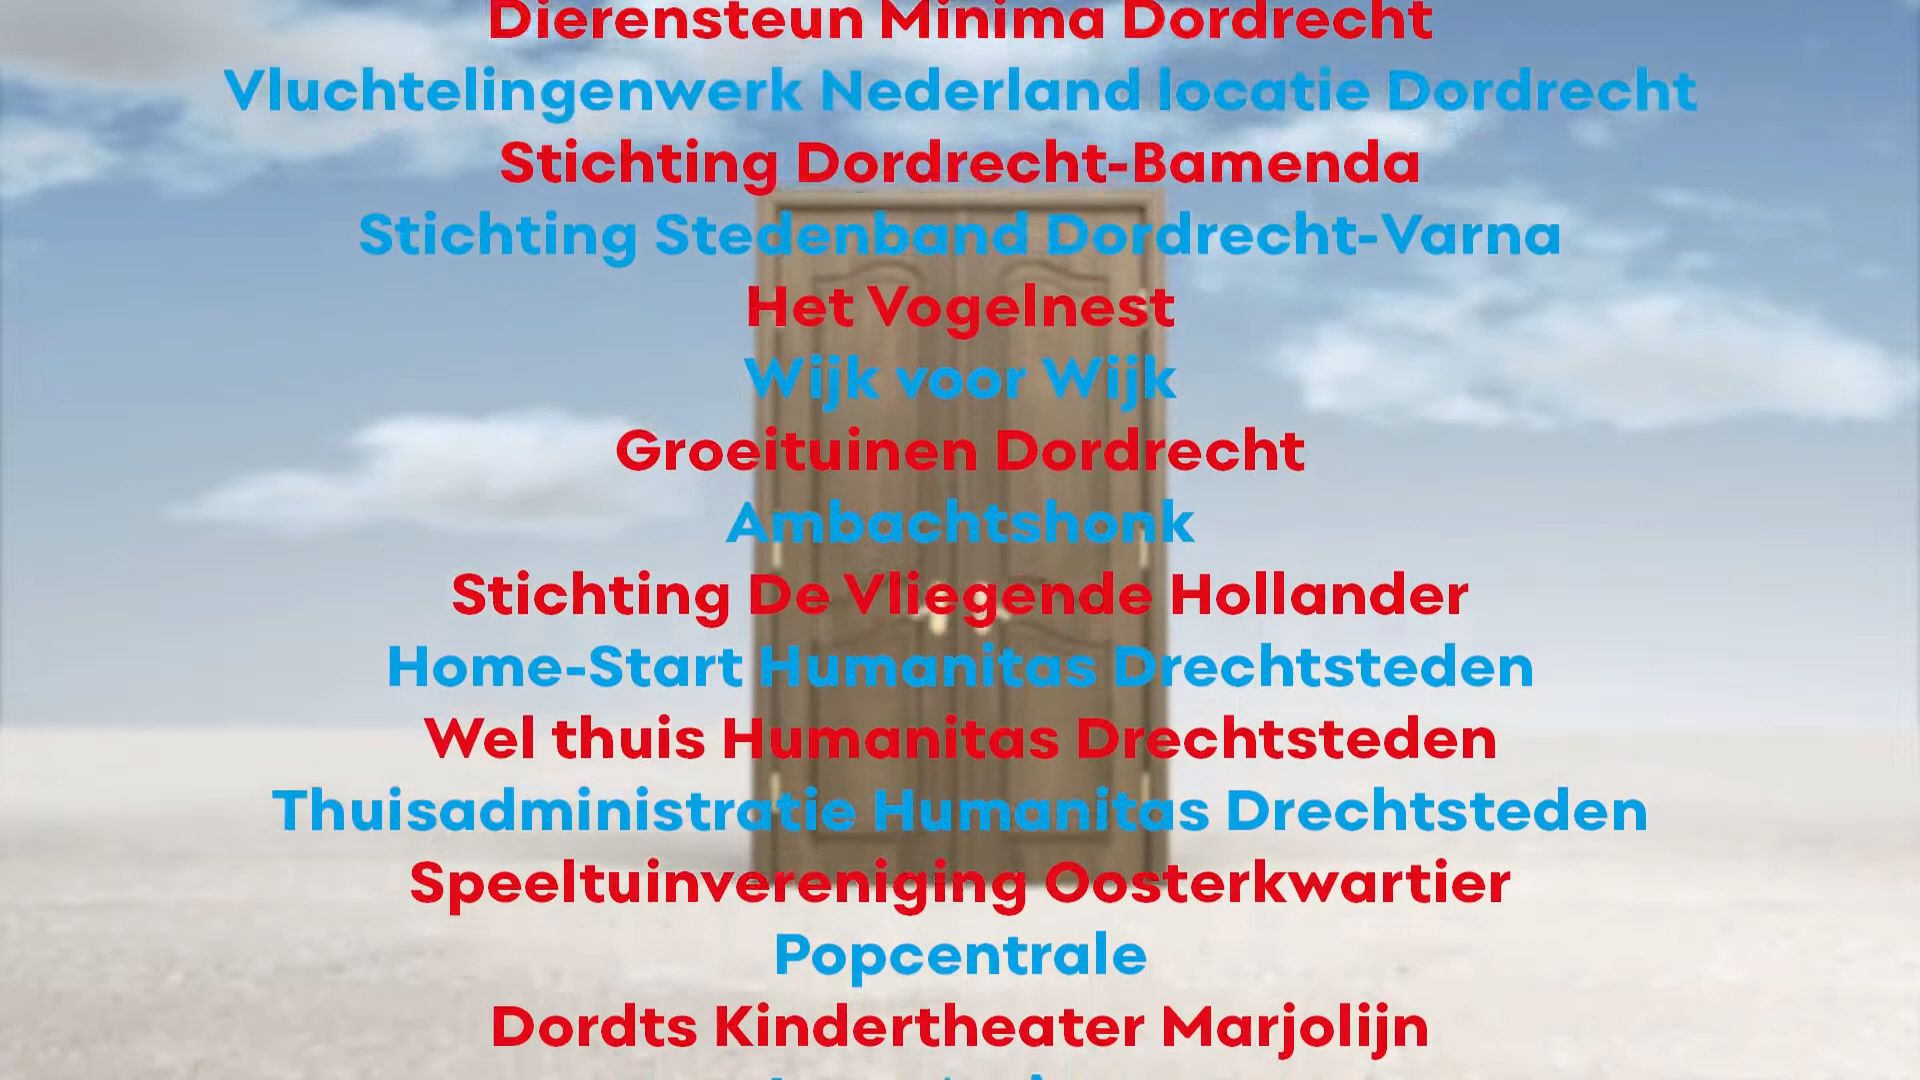 Dierensteun Minima Dordrecht
Vluchtelingenwerk Nederland locatie Dordrecht
Stichting Dordrecht-Bamenda
Stichting Stedenband Dordrecht-Varna
Het Vogelnest
Wijk voor Wijk
Groeituinen Dordrecht
Ambachtshonk
Stichting De Vliegende Hollander
Home-Start Humanitas Drechtsteden
Wel thuis Humanitas Drechtsteden
Thuisadministratie Humanitas Drechtsteden
Speeltuinvereniging Oosterkwartier
Popcentrale
Dordts Kindertheater Marjolijn